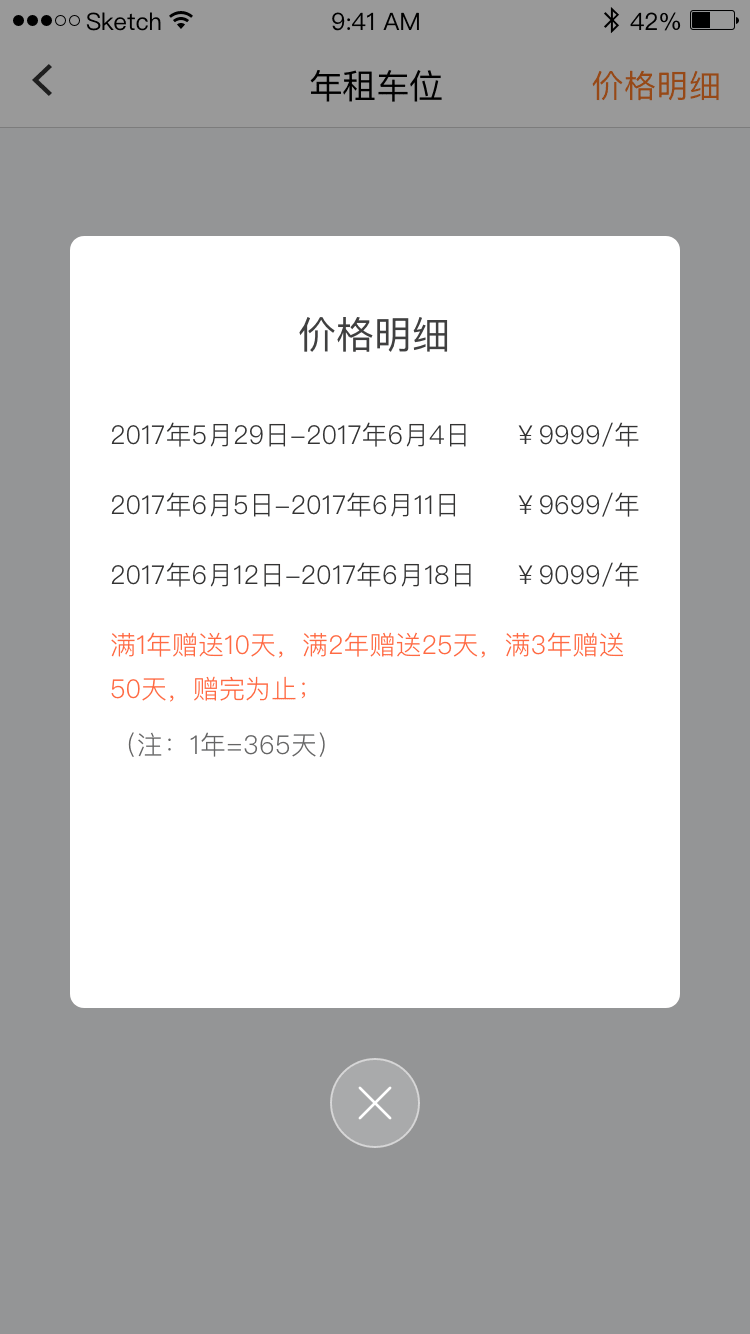 Sketch 9:41 AM 42%
年租车位 价格明细
价格明细
2017年5月29日–2017年6月4日 ￥9999/年
2017年6月5日–2017年6月11日 ￥9699/年
2017年6月12日–2017年6月18日 ￥9099/年
满1年赠送10天，满2年赠送25天，满3年赠送
50天，赠完为止；
（注：1年=365天）